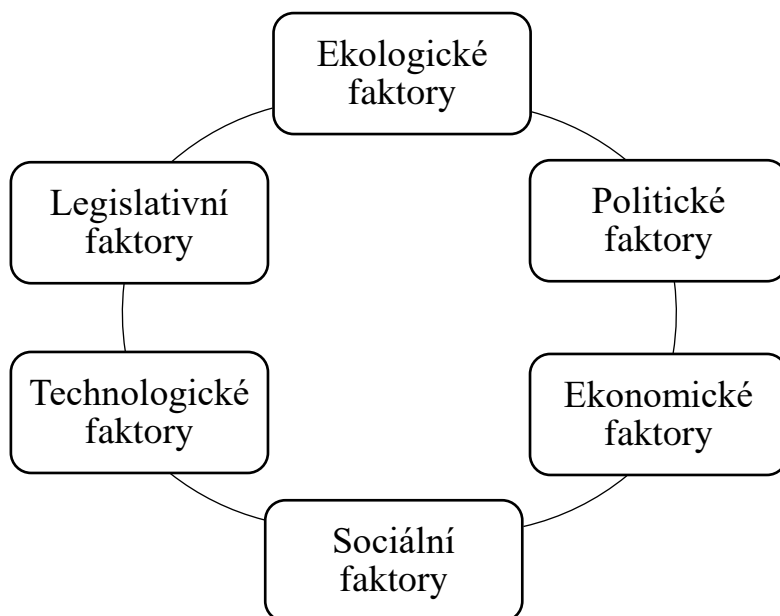 Ekologické
faktory
Politické
faktory
Ekonomické
faktory
Sociální
faktory
Technologické
faktory
Legislativní
faktory